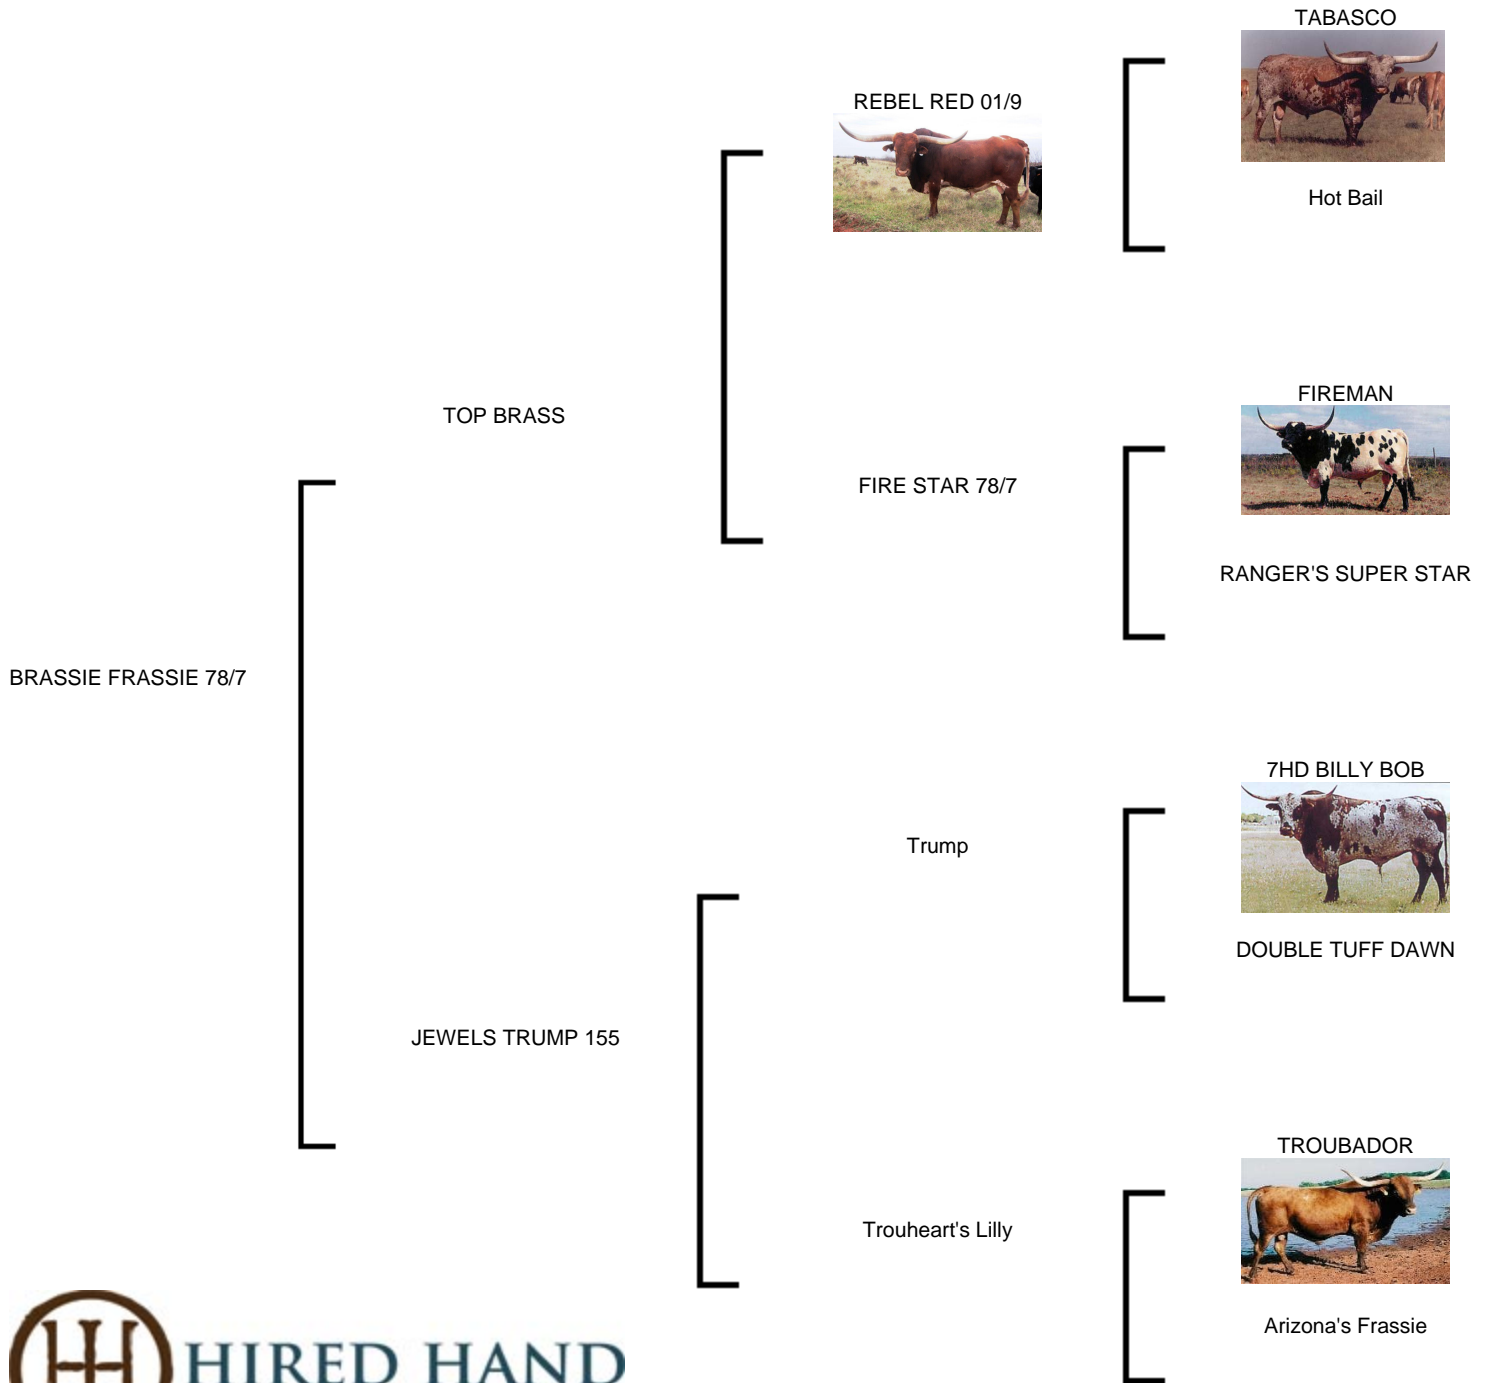 TABASCO
REBEL RED 01/9
Hot Bail
TOP BRASS
FIREMAN
FIRE STAR 78/7
RANGER'S SUPER STAR
BRASSIE FRASSIE 78/7
7HD BILLY BOB
Trump
DOUBLE TUFF DAWN
JEWELS TRUMP 155
TROUBADOR
Trouheart's Lilly
Arizona's Frassie
HIRED HAND